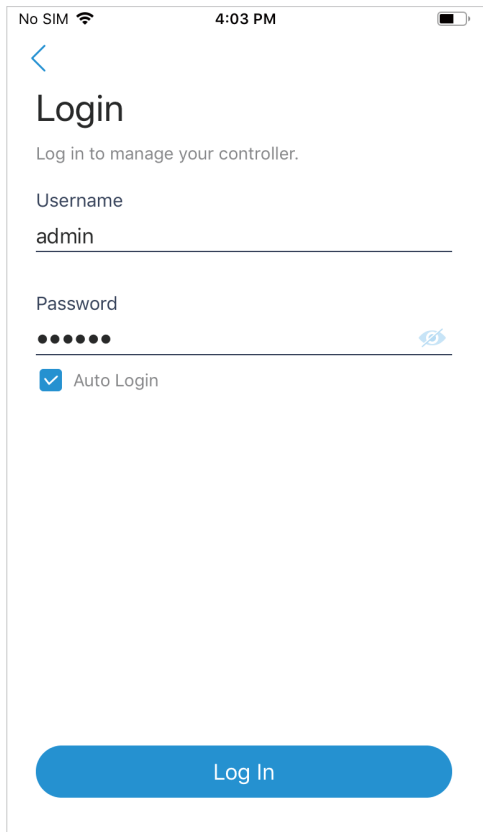 No SIM 4:03 PM
Login
Log in to manage your controller.
Username
admin
Password
••••••
Auto Login
Log In